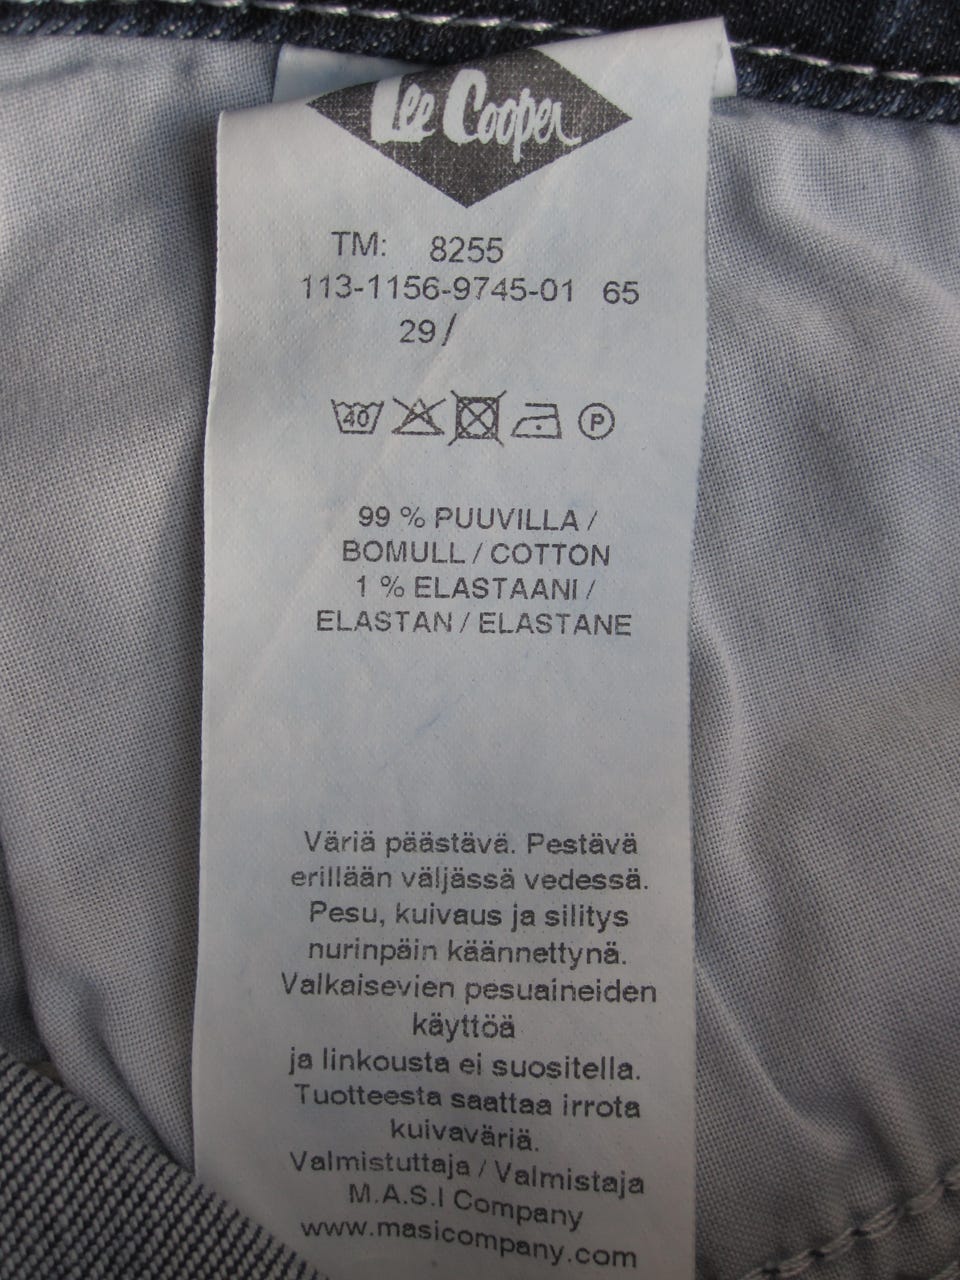 Lee Cooper
TM: 8255
113-1156-9745-01 65
29/
40
P
99 % PUUVILLA /
BOMULL / COTTON
1 % ELASTAANI /
ELASTAN / ELASTANE
Väriä päästävä. Pestävä
erillään väljässä vedessä.
Pesu, kuivaus ja silitys
nurinpäin käännettynä.
Valkaisevien pesuaineiden
käyttöä
ja linkousta ei suositella.
Tuotteesta saattaa irrota
kuivaväriä.
Valmistuttaja / Valmistaja
M.A.S.I Company
www.masicompany.com